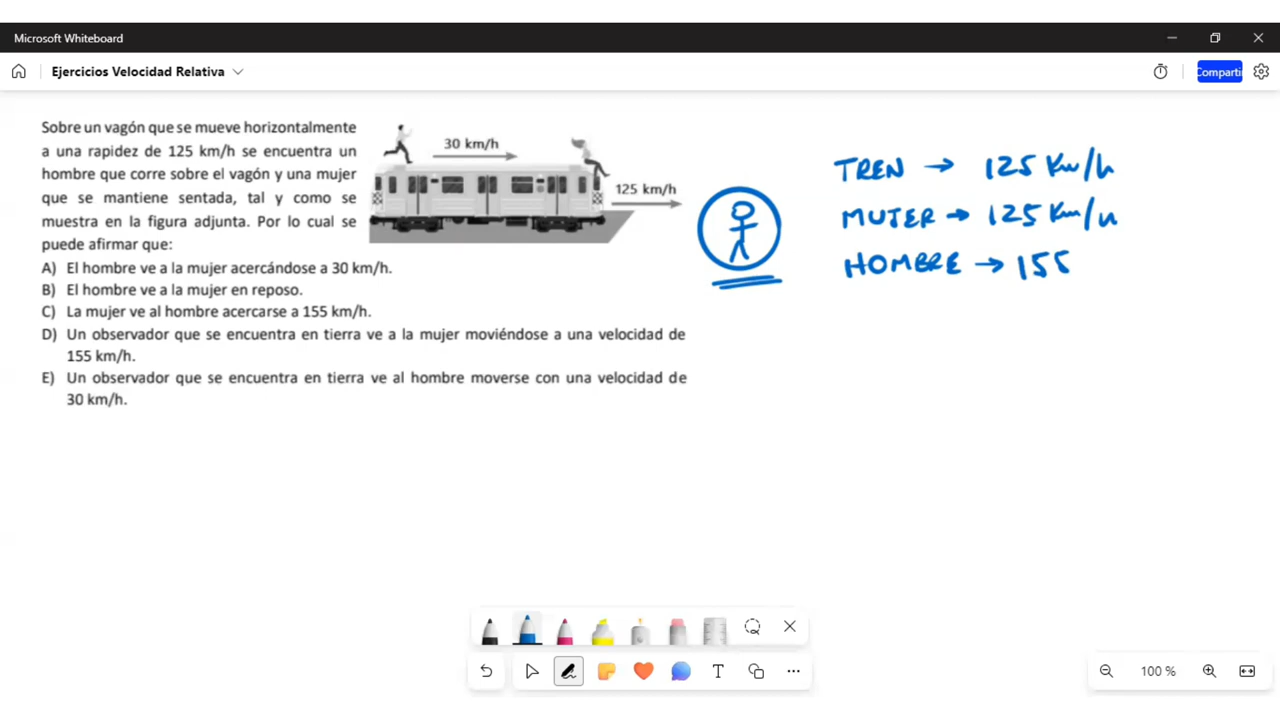 Microsoft Whiteboard
Ejercicios Velocidad Relativa
Comparti
Sobre un vagón que se mueve horizontalmente
a una rapidez de 125 km/h se encuentra un
hombre que corre sobre el vagón y una mujer
que se mantiene sentada, tal y como se
muestra en la figura adjunta. Por lo cual se
puede afirmar que:
30 km/h
125 km/h
A) El hombre ve a la mujer acercándose a 30 km/h.
B) El hombre ve a la mujer en reposo.
C) La mujer ve al hombre acercarse a 155 km/h.
D) Un observador que se encuentra en tierra ve a la mujer moviéndose a una velocidad de
155 km/h.
E) Un observador que se encuentra en tierra ve al hombre moverse con una velocidad de
30 km/h.
TREN → 125 Km/h
MUJER → 125 Km/h
HOMBRE → 155
100 %